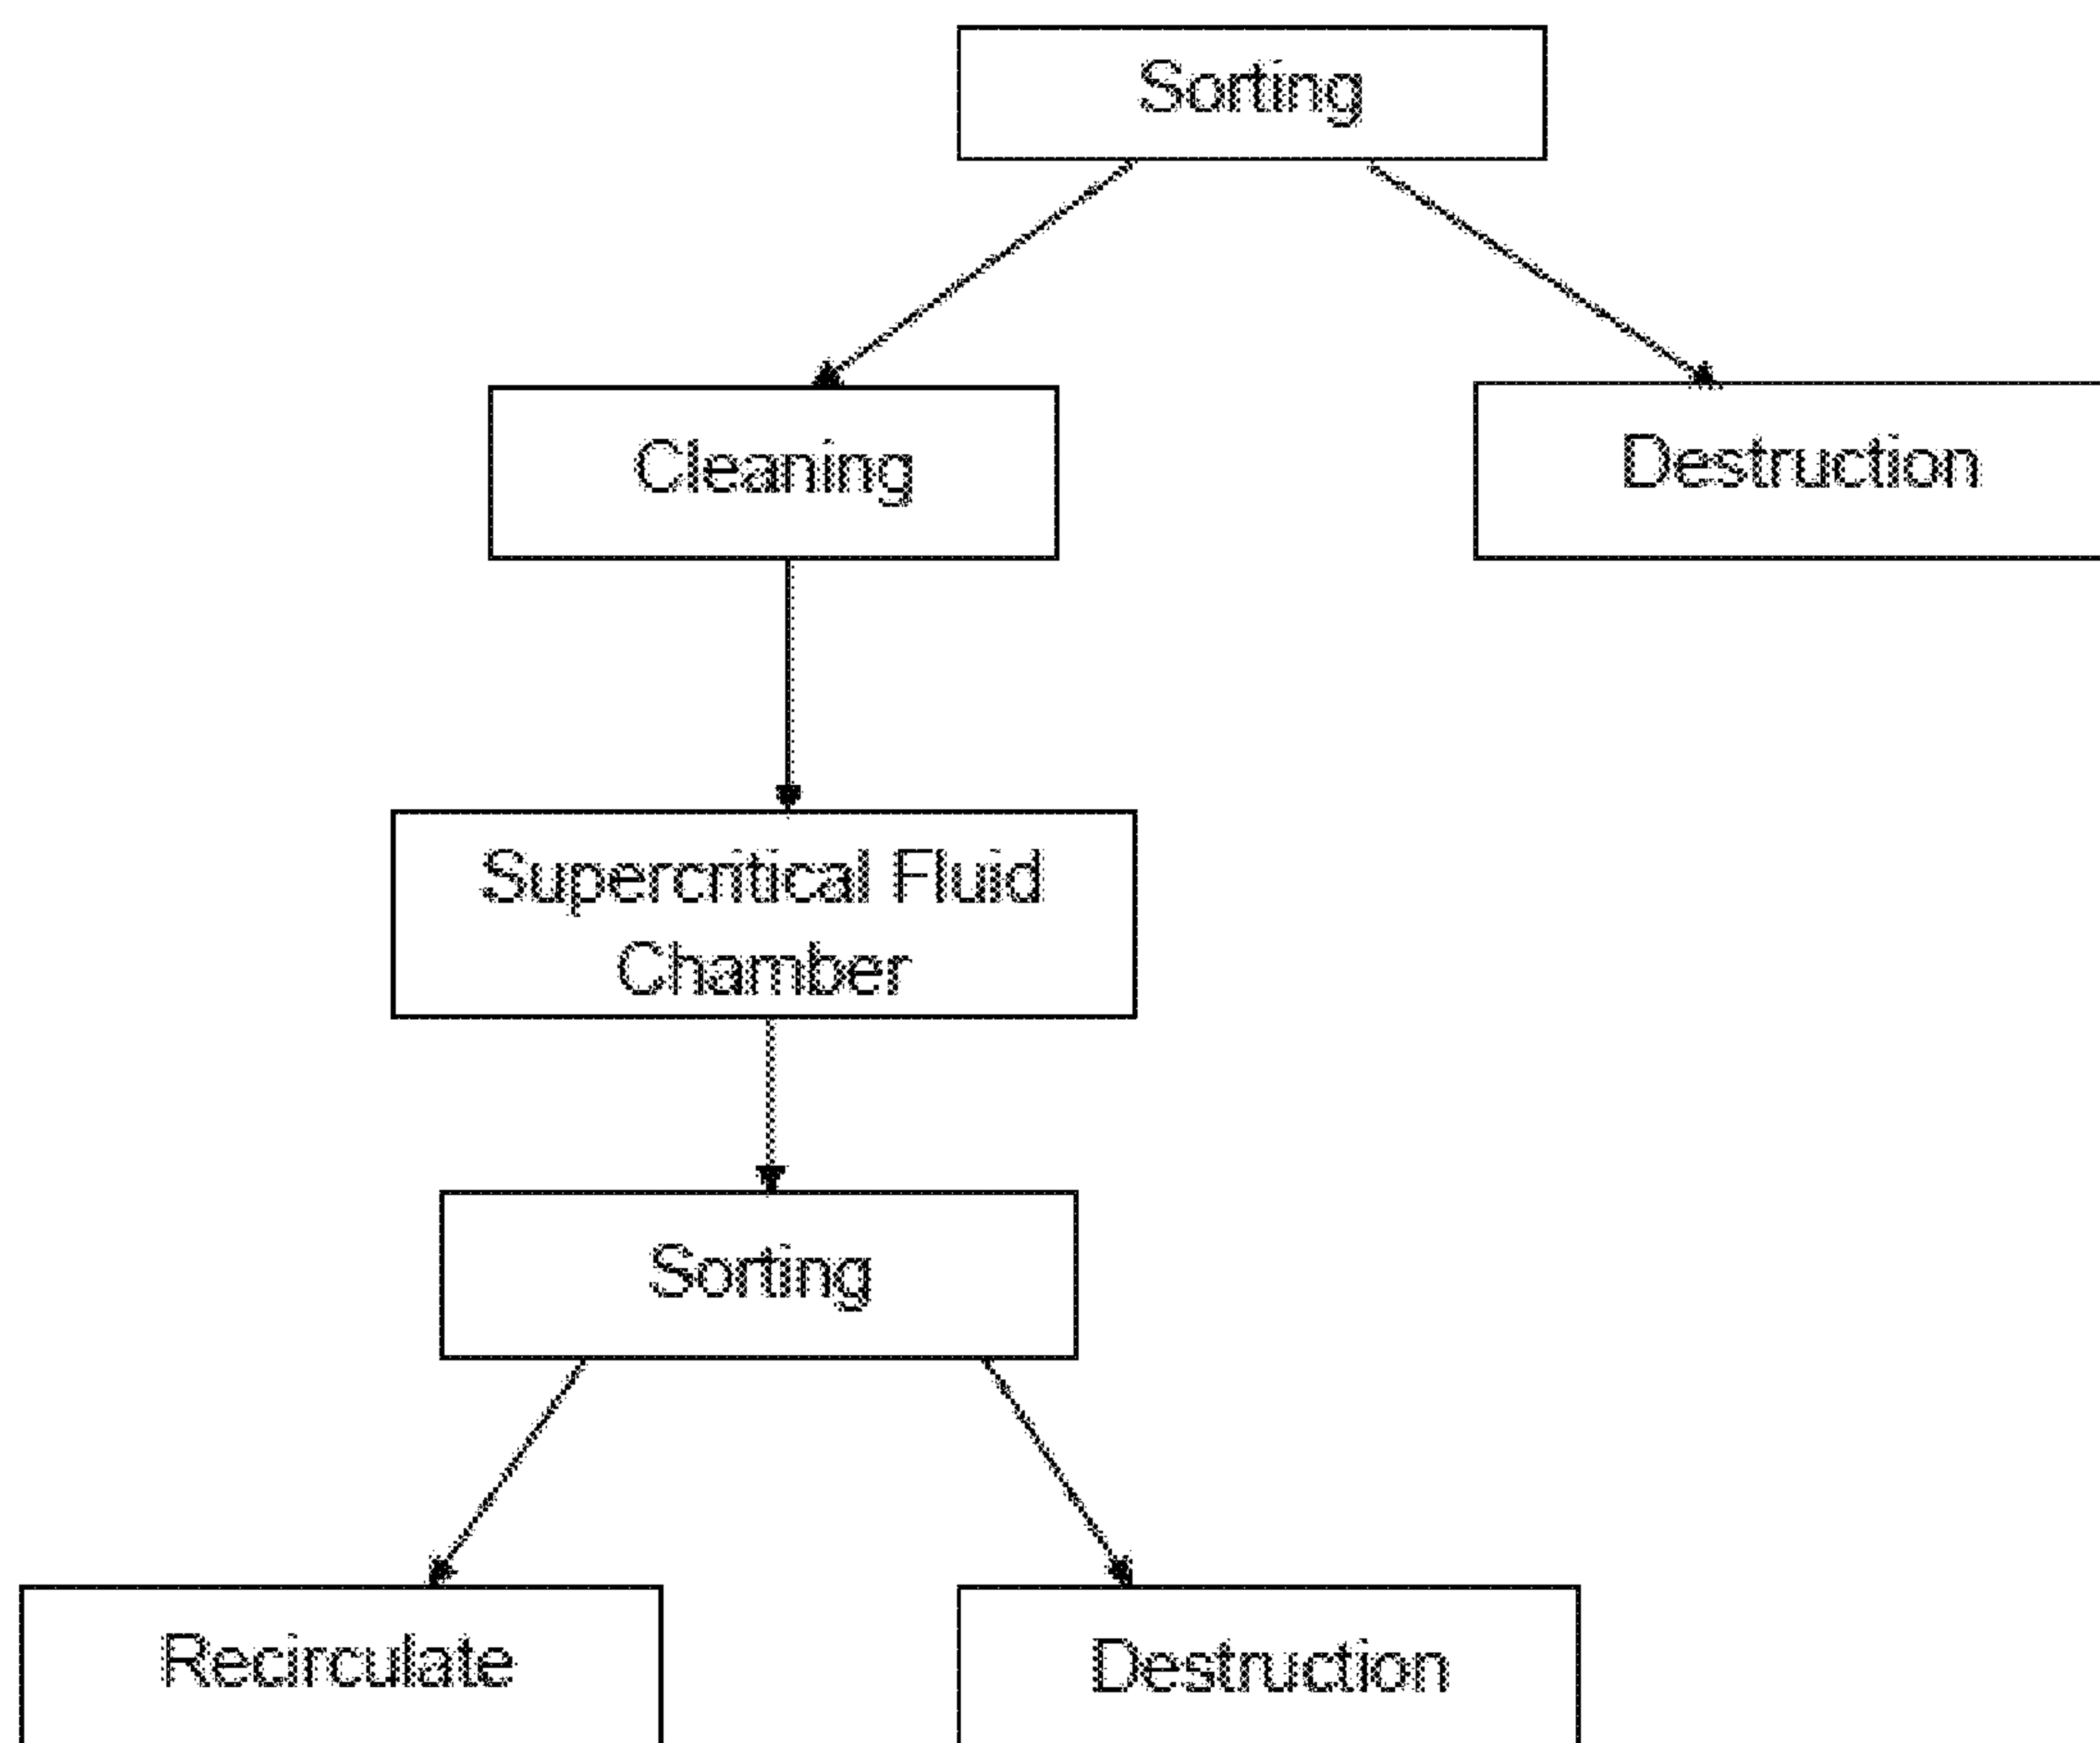 Sorting
Cleaning
Destruction
Supercritical Fluid
Chamber
Sorting
Recirculate
Destruction